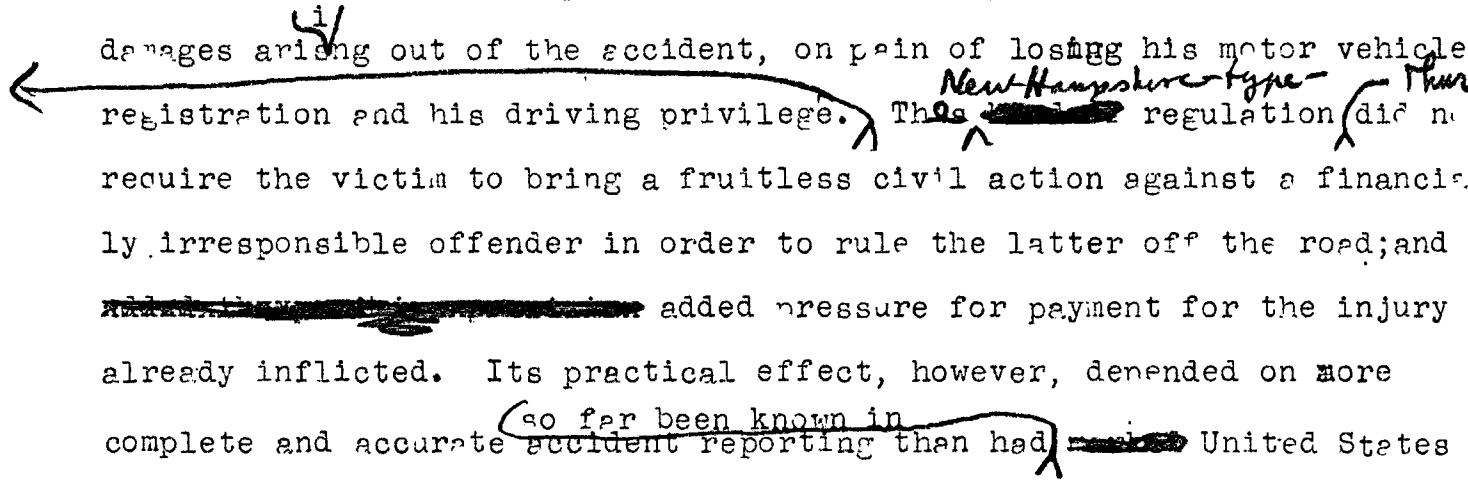 i
damages arisng out of the accident, on pain of losing his motor vehicle
New Hampshire-type
registration and his driving privilege. This regulation did
require the victim to bring a fruitless civil action against a
ly irresponsible offender in order to rule the latter off the road;and
added pressure for payment for the injury
already inflicted. Its practical effect, however, depended on more
so far been known in
complete and accurate accident reporting than had United States